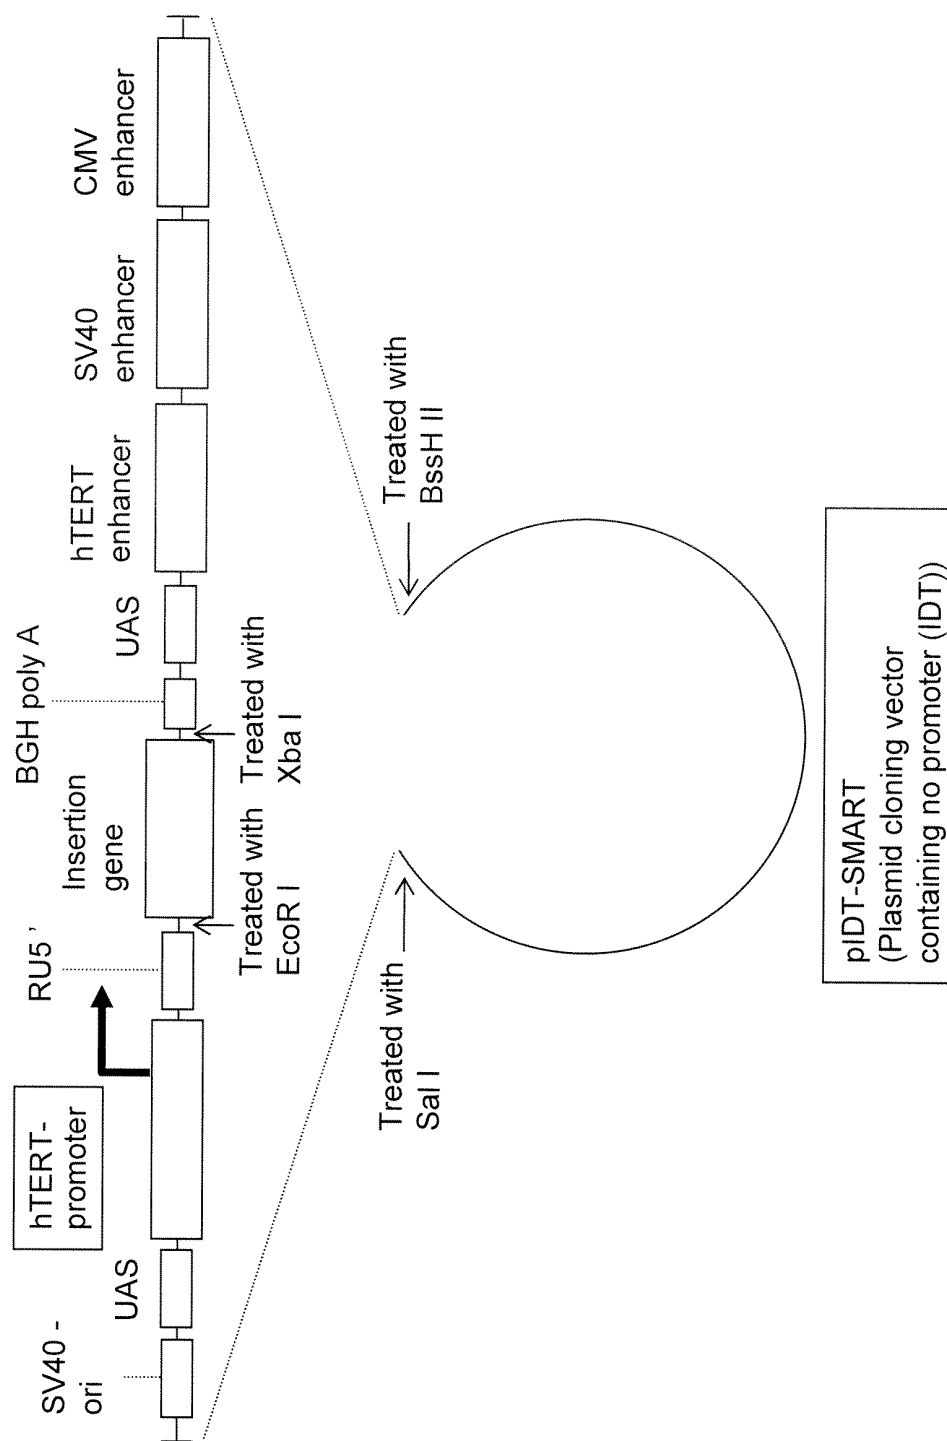 SV40 -
ori
UAS
hTERT-
promoter
RU5 '
Insertion
gene
BGH poly A
UAS
hTERT
enhancer
SV40
enhancer
CMV
enhancer
Treated with
EcoR I
Treated with
Xba I
Treated with
Sal I
Treated with
BssH II
pIDT-SMART
(Plasmid cloning vector
containing no promoter (IDT))